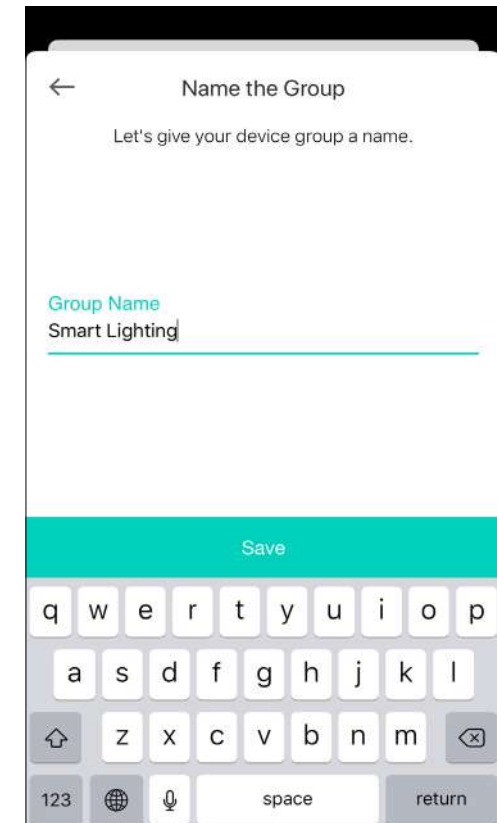 Name the Group
Let's give your device group a name.
Group Name
Smart Lighting
Save
q w e r t y u i o p
a s d f g h j k l
z x c v b n m
123 space return